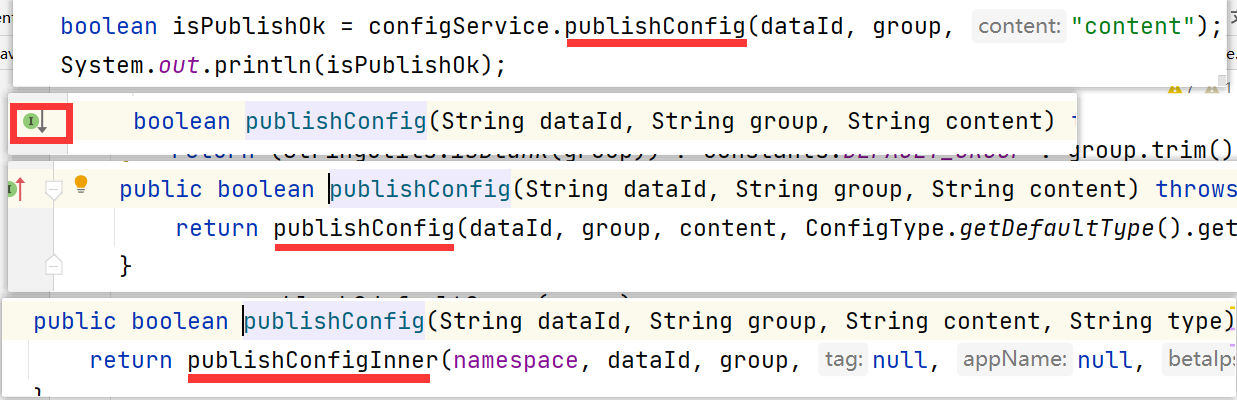 boolean isPublishOk = configService.publishConfig(dataId, group, content: "content");
System.out.println(isPublishOk);
boolean publishConfig(String dataId, String group, String content)
group.trim()
public boolean publishConfig(String dataId, String group, String content) throws
return publishConfig(dataId, group, content, ConfigType.getDefaultType().get
}
public boolean publishConfig(String dataId, String group, String content, String type)
return publishConfigInner(namespace, dataId, group, tag: null, appName: null, betaIps